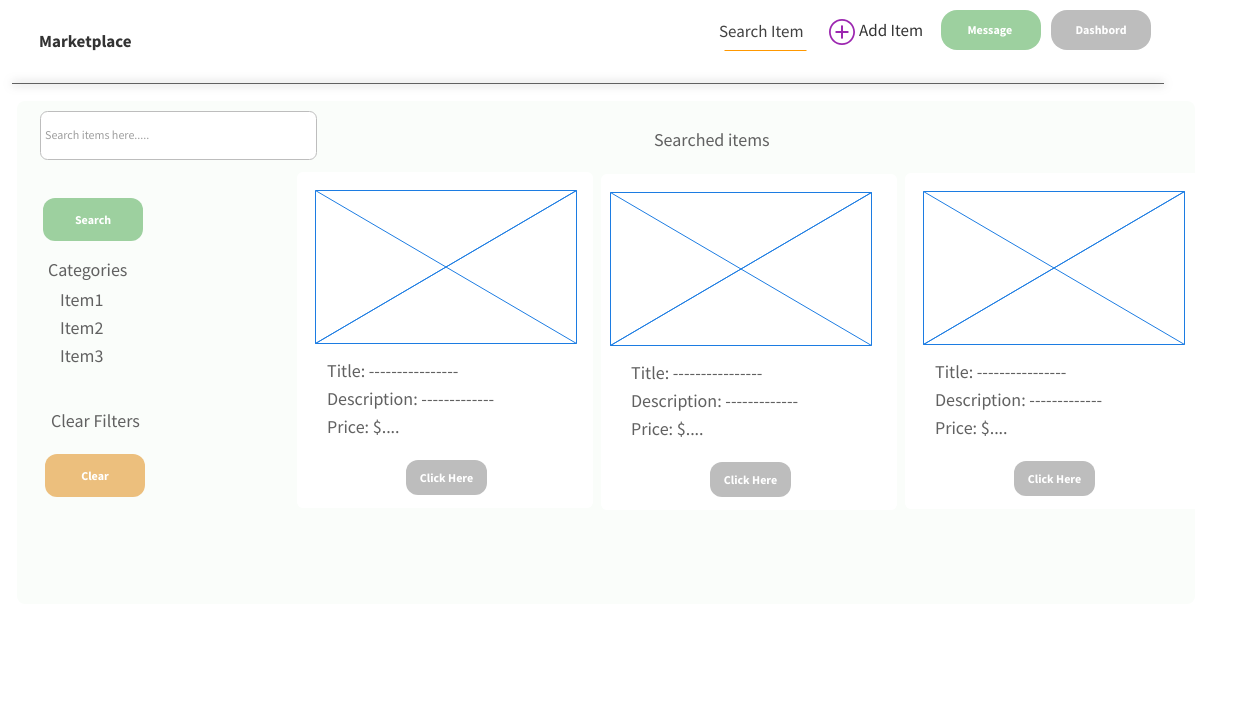 Marketplace
Search Item
Add Item
Message
Dashbord
Search items here.....
Searched items
Search
Categories
Item1
Item2
Item3
Clear Filters
Clear
Title: ----------------
Description: -------------
Price: $....
Click Here
Title: ----------------
Description: -------------
Price: $....
Click Here
Title: ----------------
Description: -------------
Price: $....
Click Here